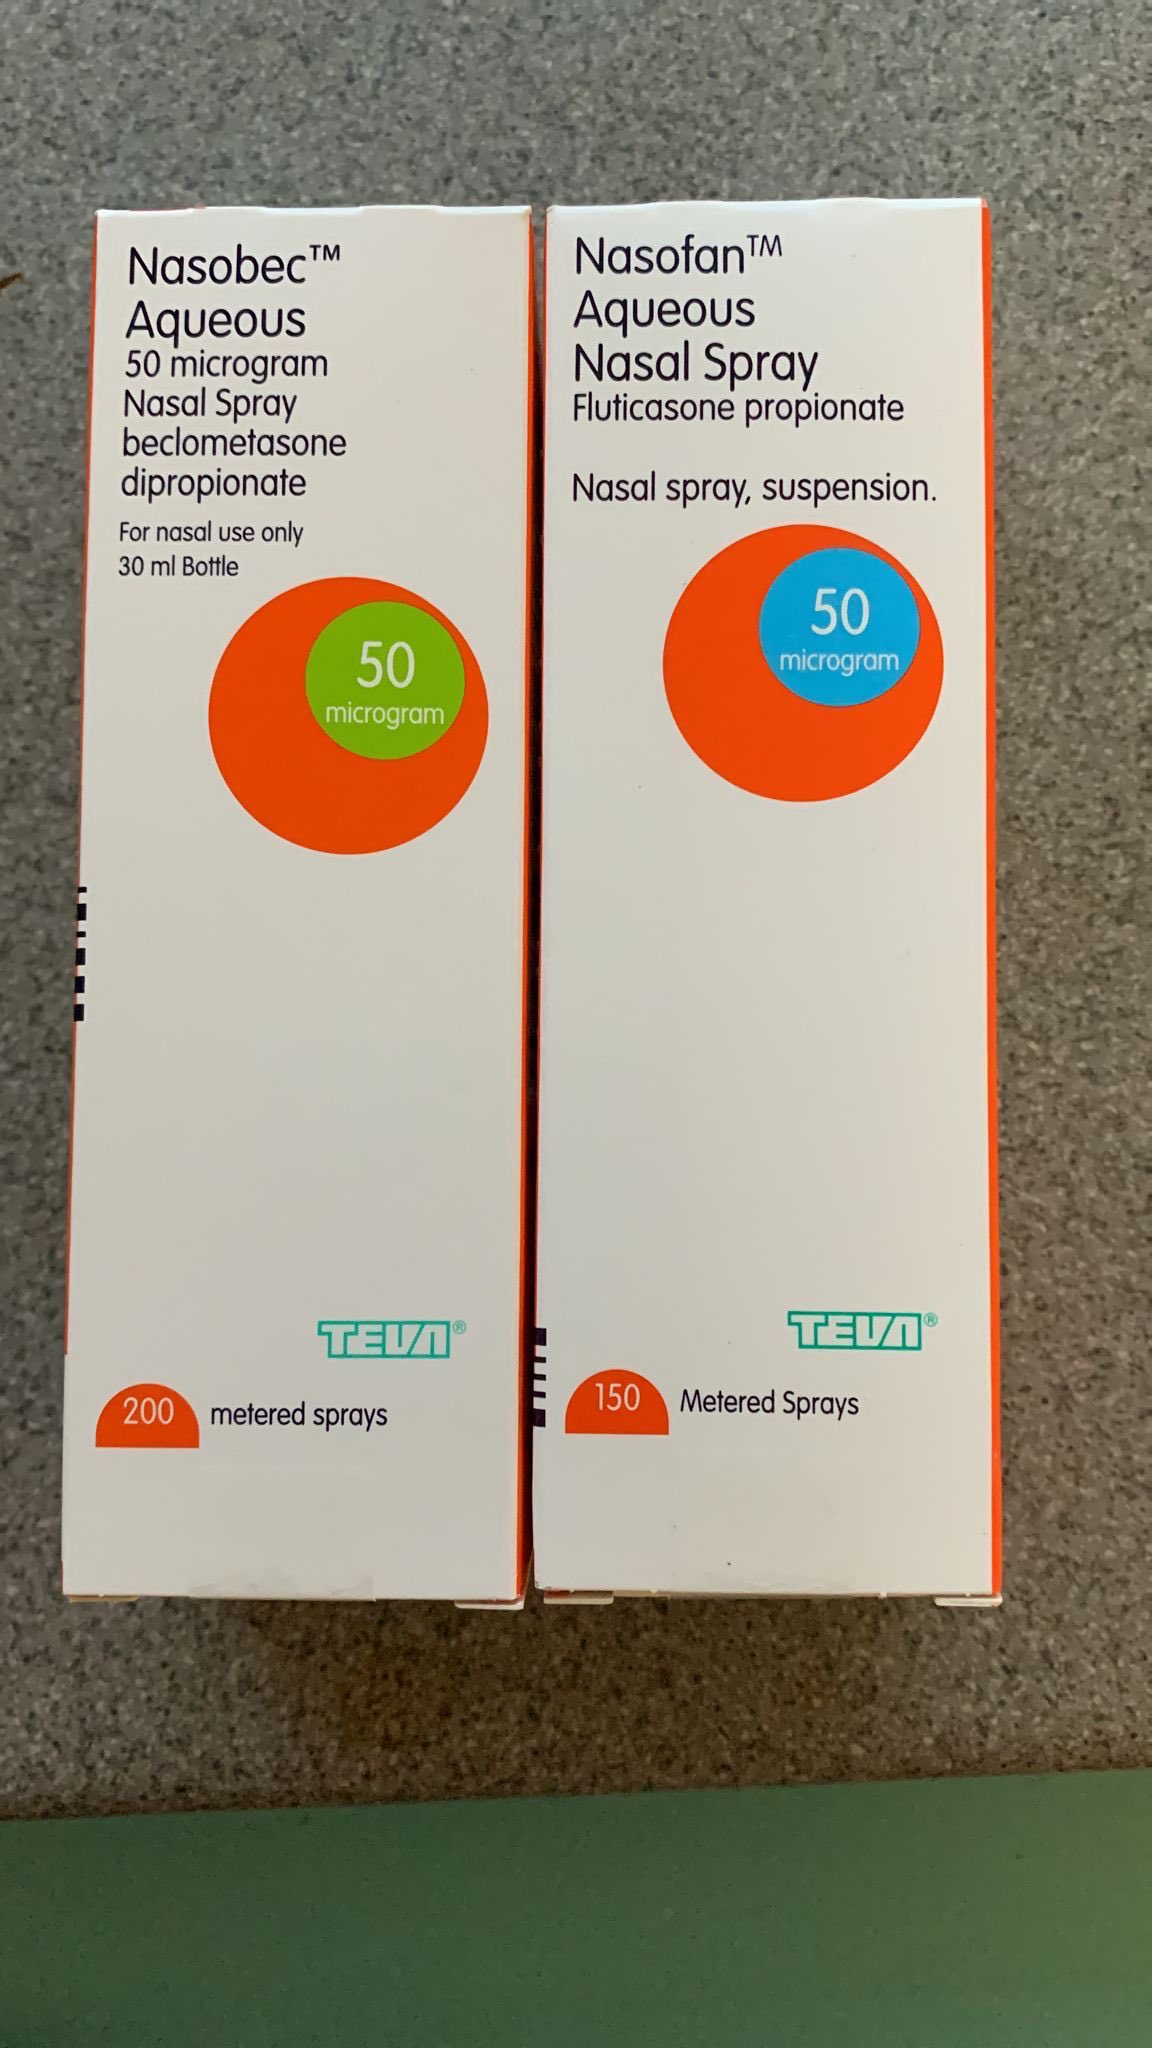 Nasobec™
Aqueous
50 microgram
Nasal Spray
beclometasone
dipropionate
For nasal use only
30 ml Bottle
50
microgram
TEVA®
200 metered sprays
Nasofan™
Aqueous
Nasal Spray
Fluticasone propionate
Nasal spray, suspension.
50
microgram
TEVA®
150 Metered Sprays